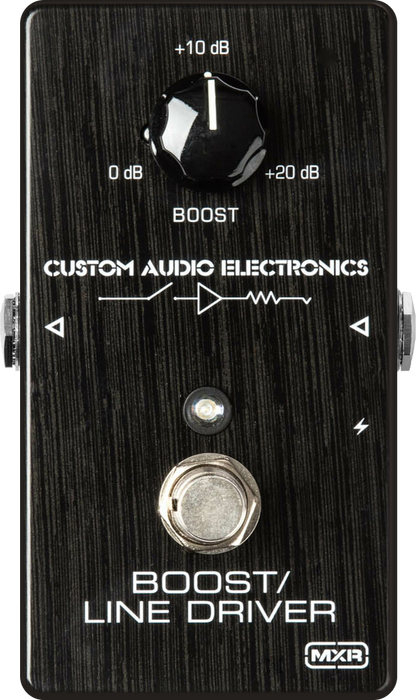 +10 dB
0 dB +20 dB
BOOST
CUSTOM AUDIO ELECTRONICS
BOOST/
LINE DRIVER
MXR